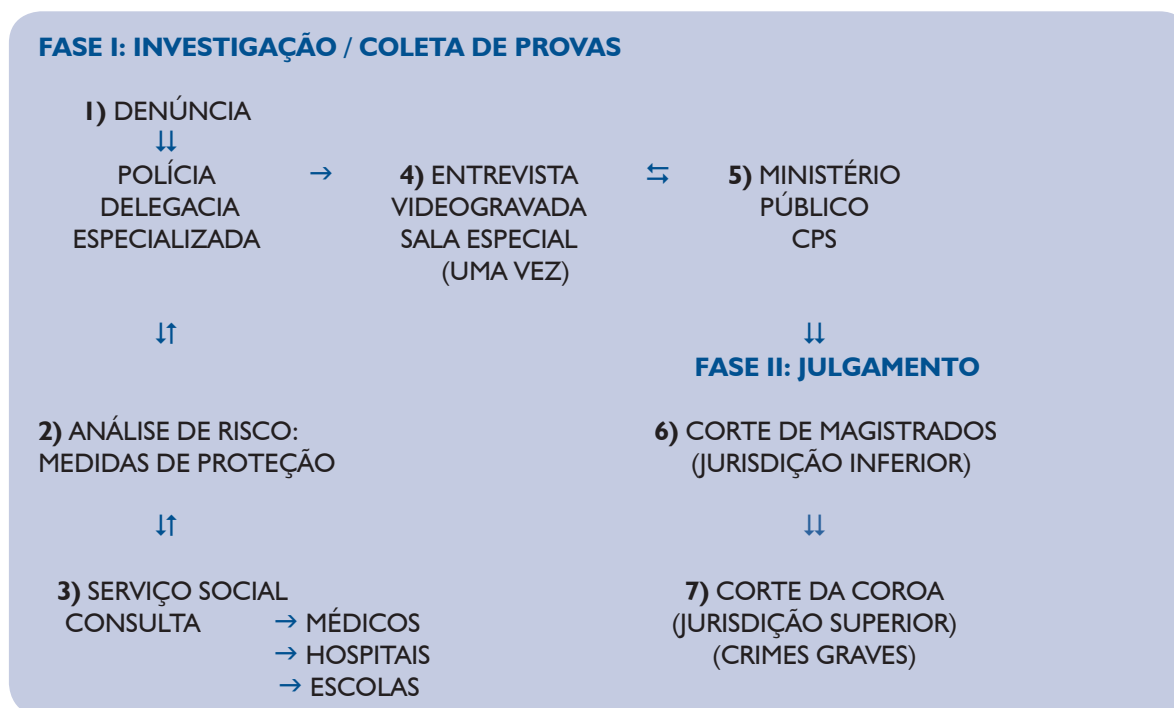 FASE I: INVESTIGAÇÃO / COLETA DE PROVAS
1) DENÚNCIA
⇊
POLÍCIA → 4) ENTREVISTA ⇆ 5) MINISTÉRIO
DELEGACIA VIDEOGRAVADA PÚBLICO
ESPECIALIZADA SALA ESPECIAL CPS
(UMA VEZ)
⇵ ⇊
FASE II: JULGAMENTO
2) ANÁLISE DE RISCO: 6) CORTE DE MAGISTRADOS
MEDIDAS DE PROTEÇÃO (JURISDIÇÃO INFERIOR)
⇵ ⇊
3) SERVIÇO SOCIAL 7) CORTE DA COROA
CONSULTA → MÉDICOS (JURISDIÇÃO SUPERIOR)
→ HOSPITAIS (CRIMES GRAVES)
→ ESCOLAS